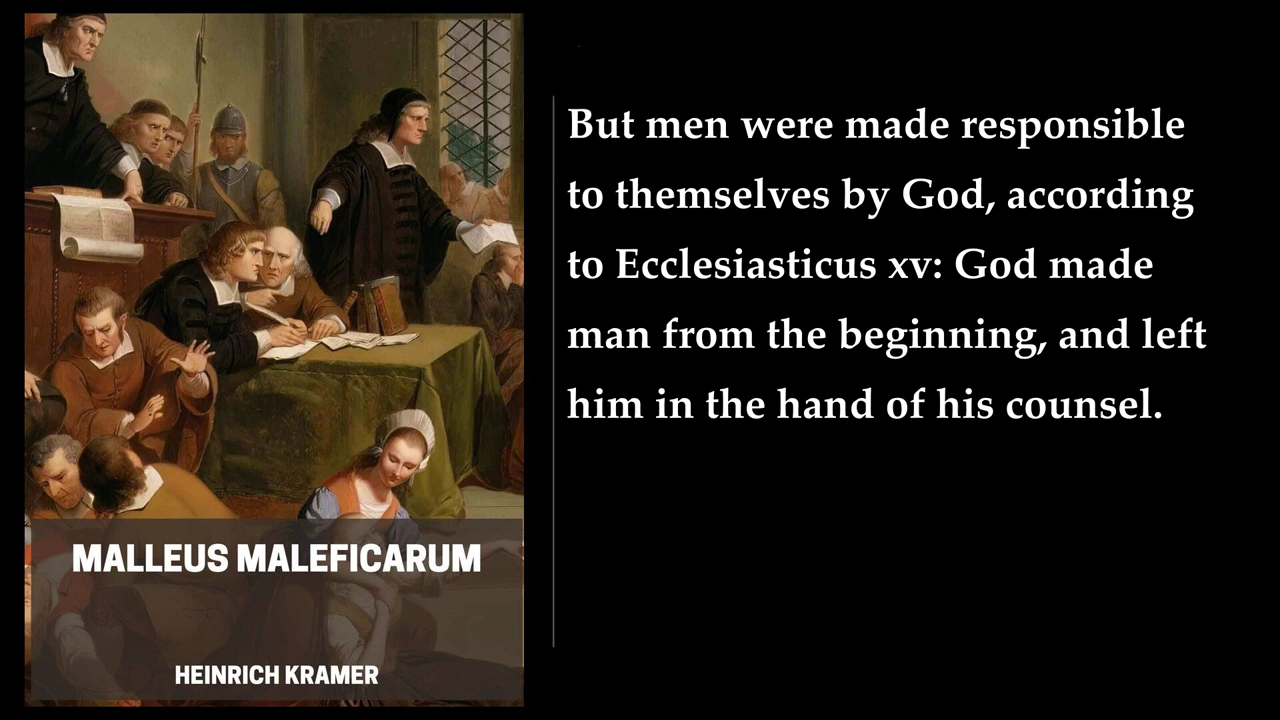 But men were made responsible
to themselves by God, according
to Ecclesiasticus xv: God made
man from the beginning, and left
him in the hand of his counsel.
MALLEUS MALEFICARUM
HEINRICH KRAMER